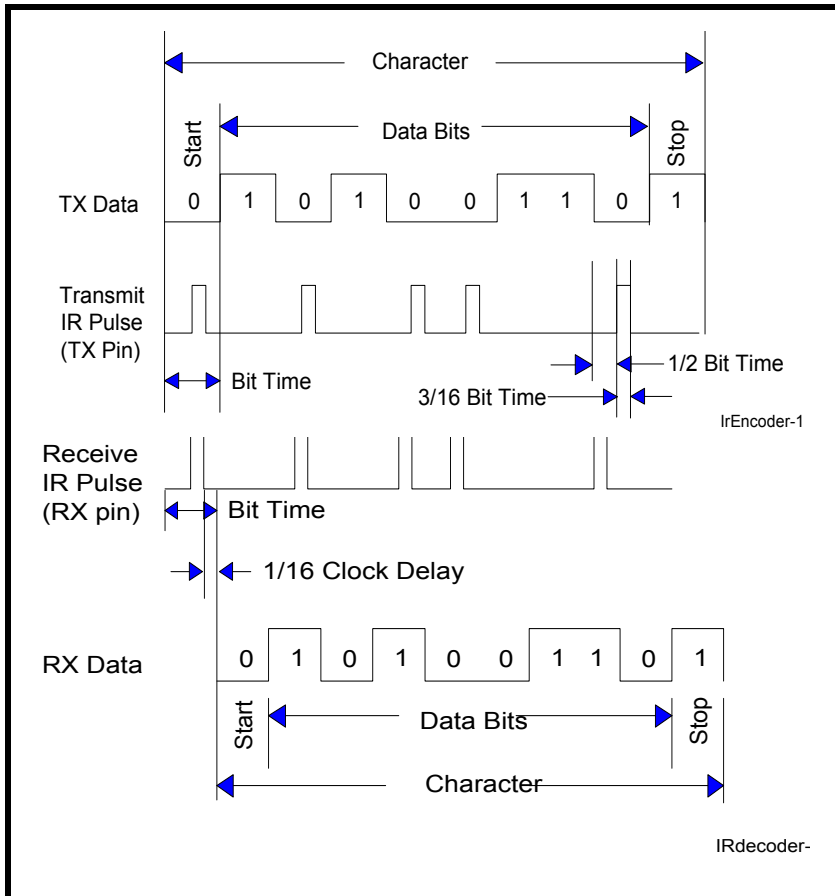 Character
Start
Data Bits
Stop
TX Data
0 1 0 1 0 0 1 1 0 1
Transmit
IR Pulse
(TX Pin)
Bit Time
1/2 Bit Time
3/16 Bit Time
IrEncoder-1
Receive
IR Pulse
(RX pin)
Bit Time
1/16 Clock Delay
RX Data
0 1 0 1 0 0 1 1 0 1
Start
Data Bits
Stop
Character
IRdecoder-